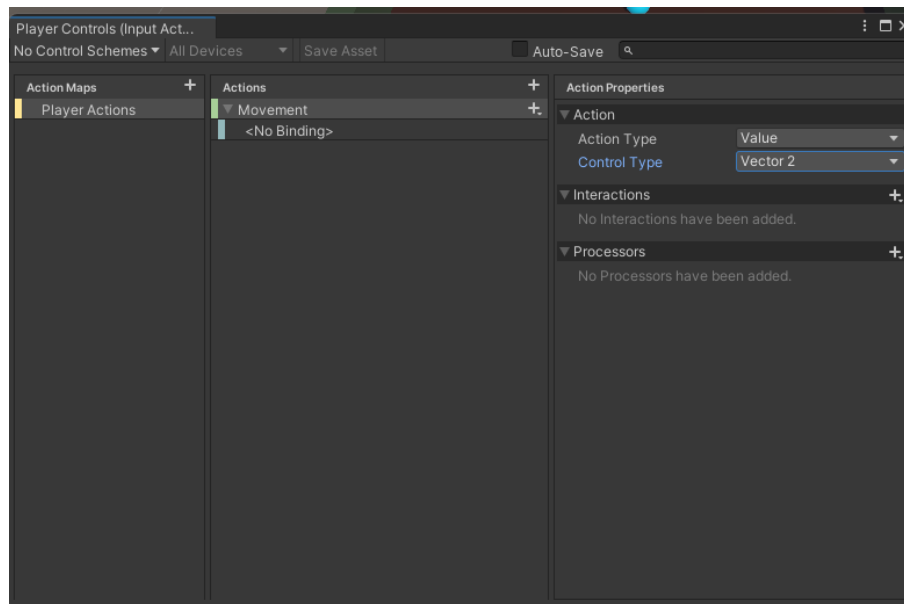 Player Controls (Input Act...
No Control Schemes All Devices Save Asset Auto-Save
Action Maps
Player Actions
Actions
Movement
<No Binding>
Action Properties
Action
Action Type Value
Control Type Vector 2
Interactions
No Interactions have been added.
Processors
No Processors have been added.